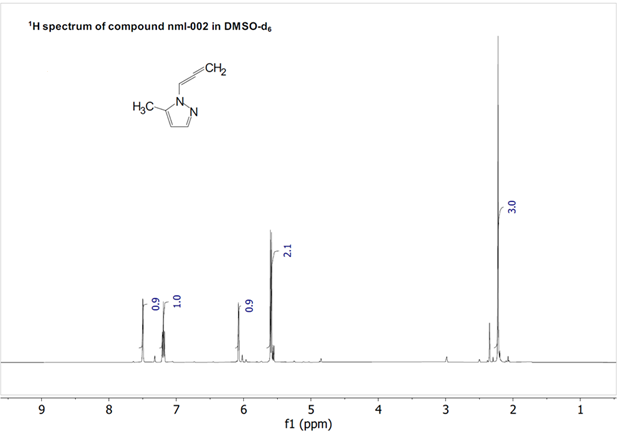 ¹H spectrum of compound nml-002 in DMSO-d₆
CH₂
H₃C
N
N
3.0
2.1
0.9
1.0
0.9
9 8 7 6 5 4 3 2 1
f1 (ppm)